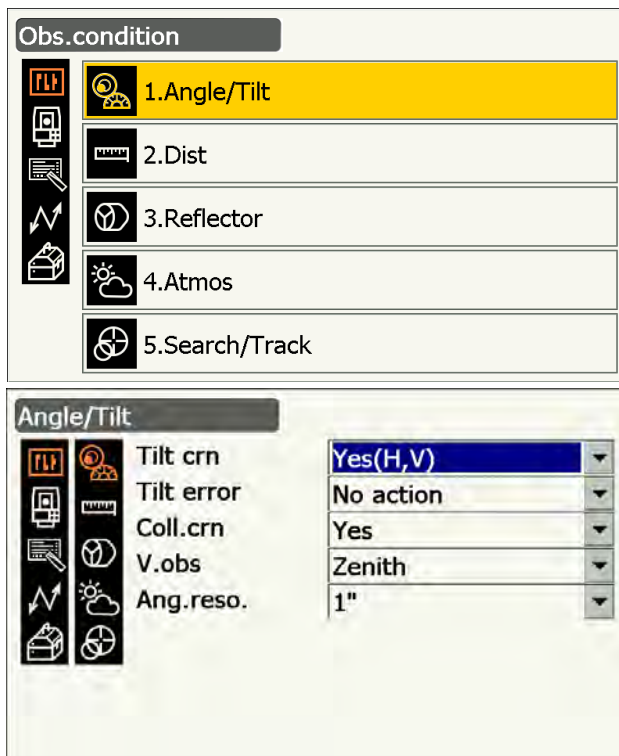 Obs.condition
1.Angle/Tilt
2.Dist
3.Reflector
4.Atmos
5.Search/Track
Angle/Tilt
Tilt crn Yes(H,V)
Tilt error No action
Coll.crn Yes
V.obs Zenith
Ang.reso. 1"